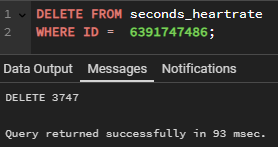 1 DELETE FROM seconds_heartrate
2 WHERE ID = 6391747486;
Data Output Messages Notifications
DELETE 3747
Query returned successfully in 93 msec.